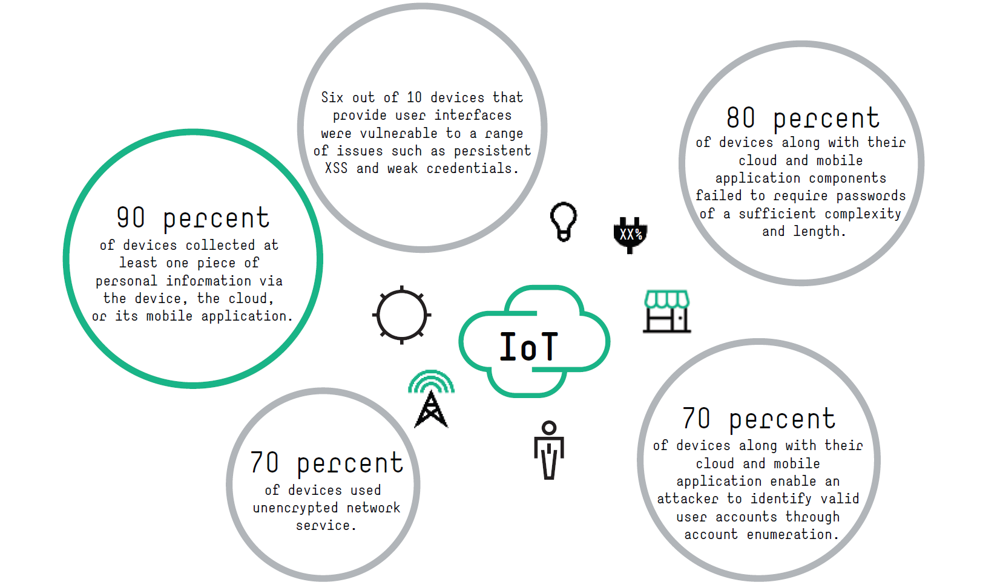 Six out of 10 devices that
provide user interfaces
were vulnerable to a range
of issues such as persistent
XSS and weak credentials.
80 percent
of devices along with their
cloud and mobile
application components
failed to require passwords
of a sufficient complexity
and length.
90 percent
of devices collected at
least one piece of
personal information via
the device, the cloud,
or its mobile application.
XX%
IoT
70 percent
of devices used
unencrypted network
service.
70 percent
of devices along with their
cloud and mobile
application enable an
attacker to identify valid
user accounts through
account enumeration.